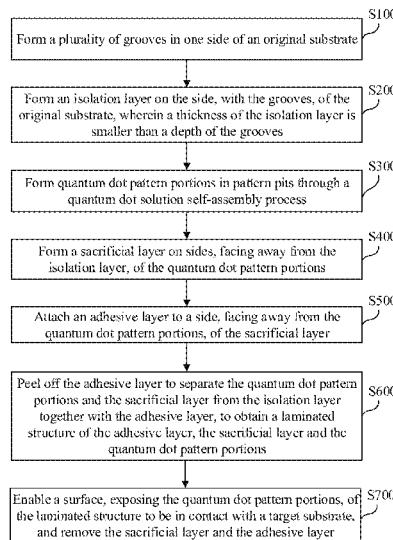 S100
Form a plurality of grooves in one side of an original substrate
S200
Form an isolation layer on the side, with the grooves, of the
original substrate, wherein a thickness of the isolation layer is
smaller than a depth of the grooves
S300
Form quantum dot pattern portions in pattern pits through a
quantum dot solution self-assembly process
S400
Form a sacrificial layer on sides, facing away from the
isolation layer, of the quantum dot pattern portions
S500
Attach an adhesive layer to a side, facing away from the
quantum dot pattern portions, of the sacrificial layer
S600
Peel off the adhesive layer to separate the quantum dot pattern
portions and the sacrificial layer from the isolation layer
together with the adhesive layer, to obtain a laminated
structure of the adhesive layer, the sacrificial layer and the
quantum dot pattern portions
S700
Enable a surface, exposing the quantum dot pattern portions, of
the laminated structure to be in contact with a target substrate,
and remove the sacrificial layer and the adhesive layer